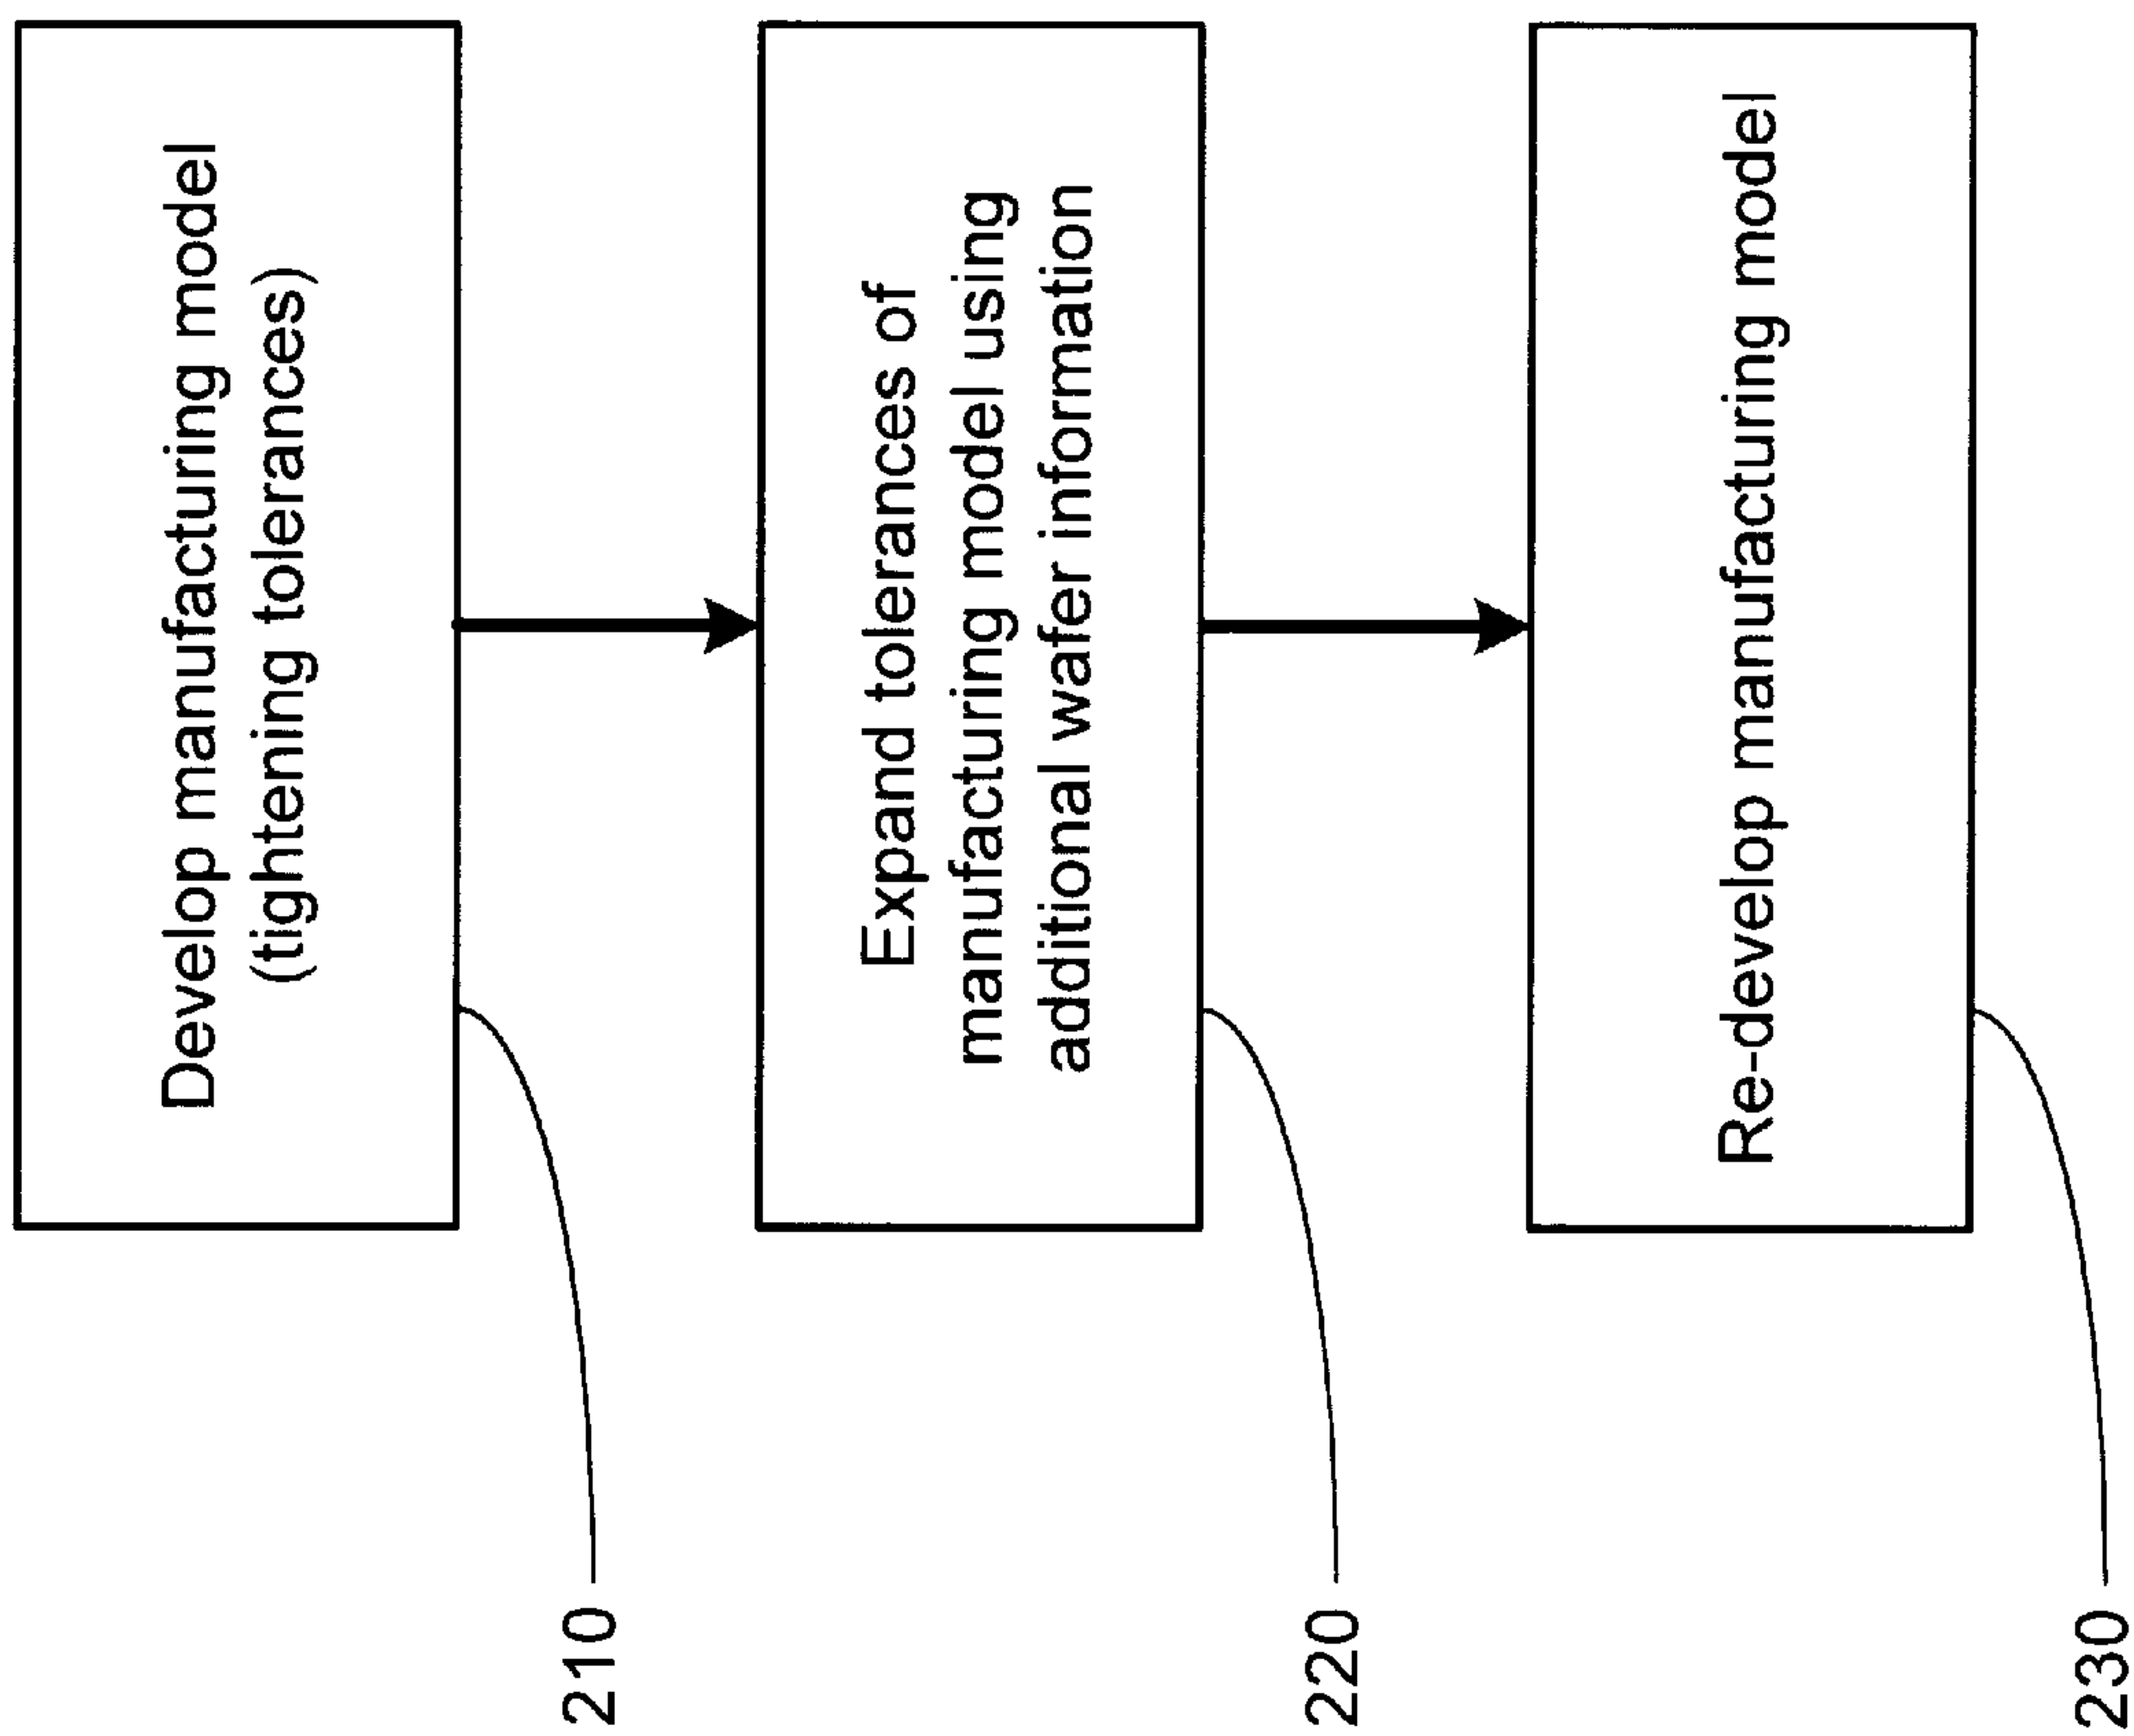 Develop manufacturing model
(tightening tolerances)
210
Expand tolerances of
manufacturing model using
additional wafer information
220
Re-develop manufacturing model
230